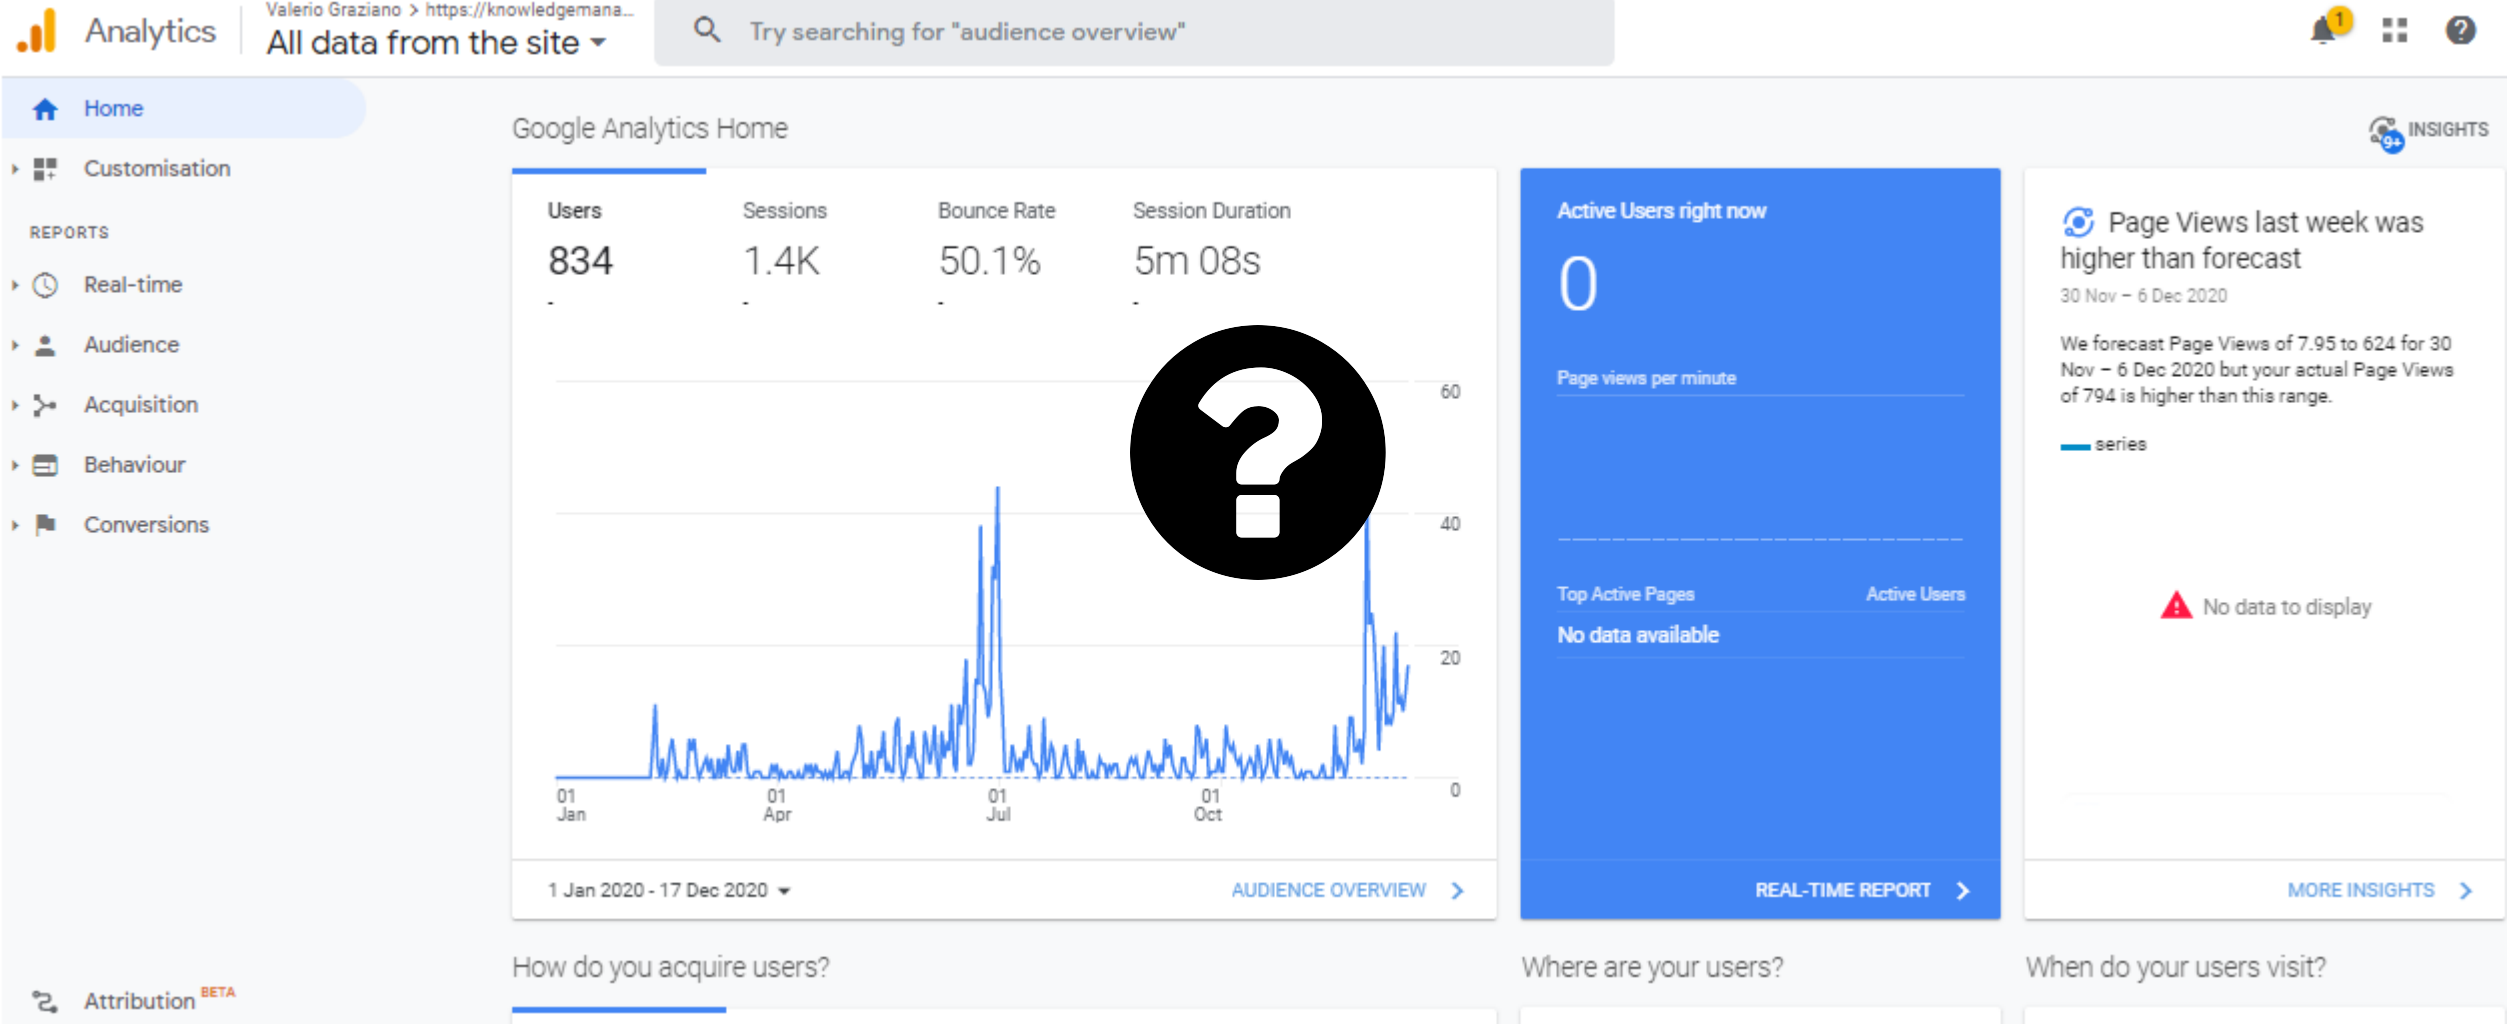 Analytics
Valerio Graziano > https://knowledgemana...
All data from the site
Try searching for "audience overview"
1
Home
Customisation
REPORTS
Real-time
Audience
Acquisition
Behaviour
Conversions
Attribution BETA
Google Analytics Home
INSIGHTS
9+
Users
834
Sessions
1.4K
Bounce Rate
50.1%
Session Duration
5m 08s
?
60
40
20
0
01 Jan
01 Apr
01 Jul
01 Oct
1 Jan 2020 - 17 Dec 2020
AUDIENCE OVERVIEW
Active Users right now
0
Page views per minute
Top Active Pages Active Users
No data available
REAL-TIME REPORT
Page Views last week was
higher than forecast
30 Nov – 6 Dec 2020
We forecast Page Views of 7.95 to 624 for 30
Nov – 6 Dec 2020 but your actual Page Views
of 794 is higher than this range.
series
No data to display
MORE INSIGHTS
How do you acquire users?
Where are your users?
When do your users visit?